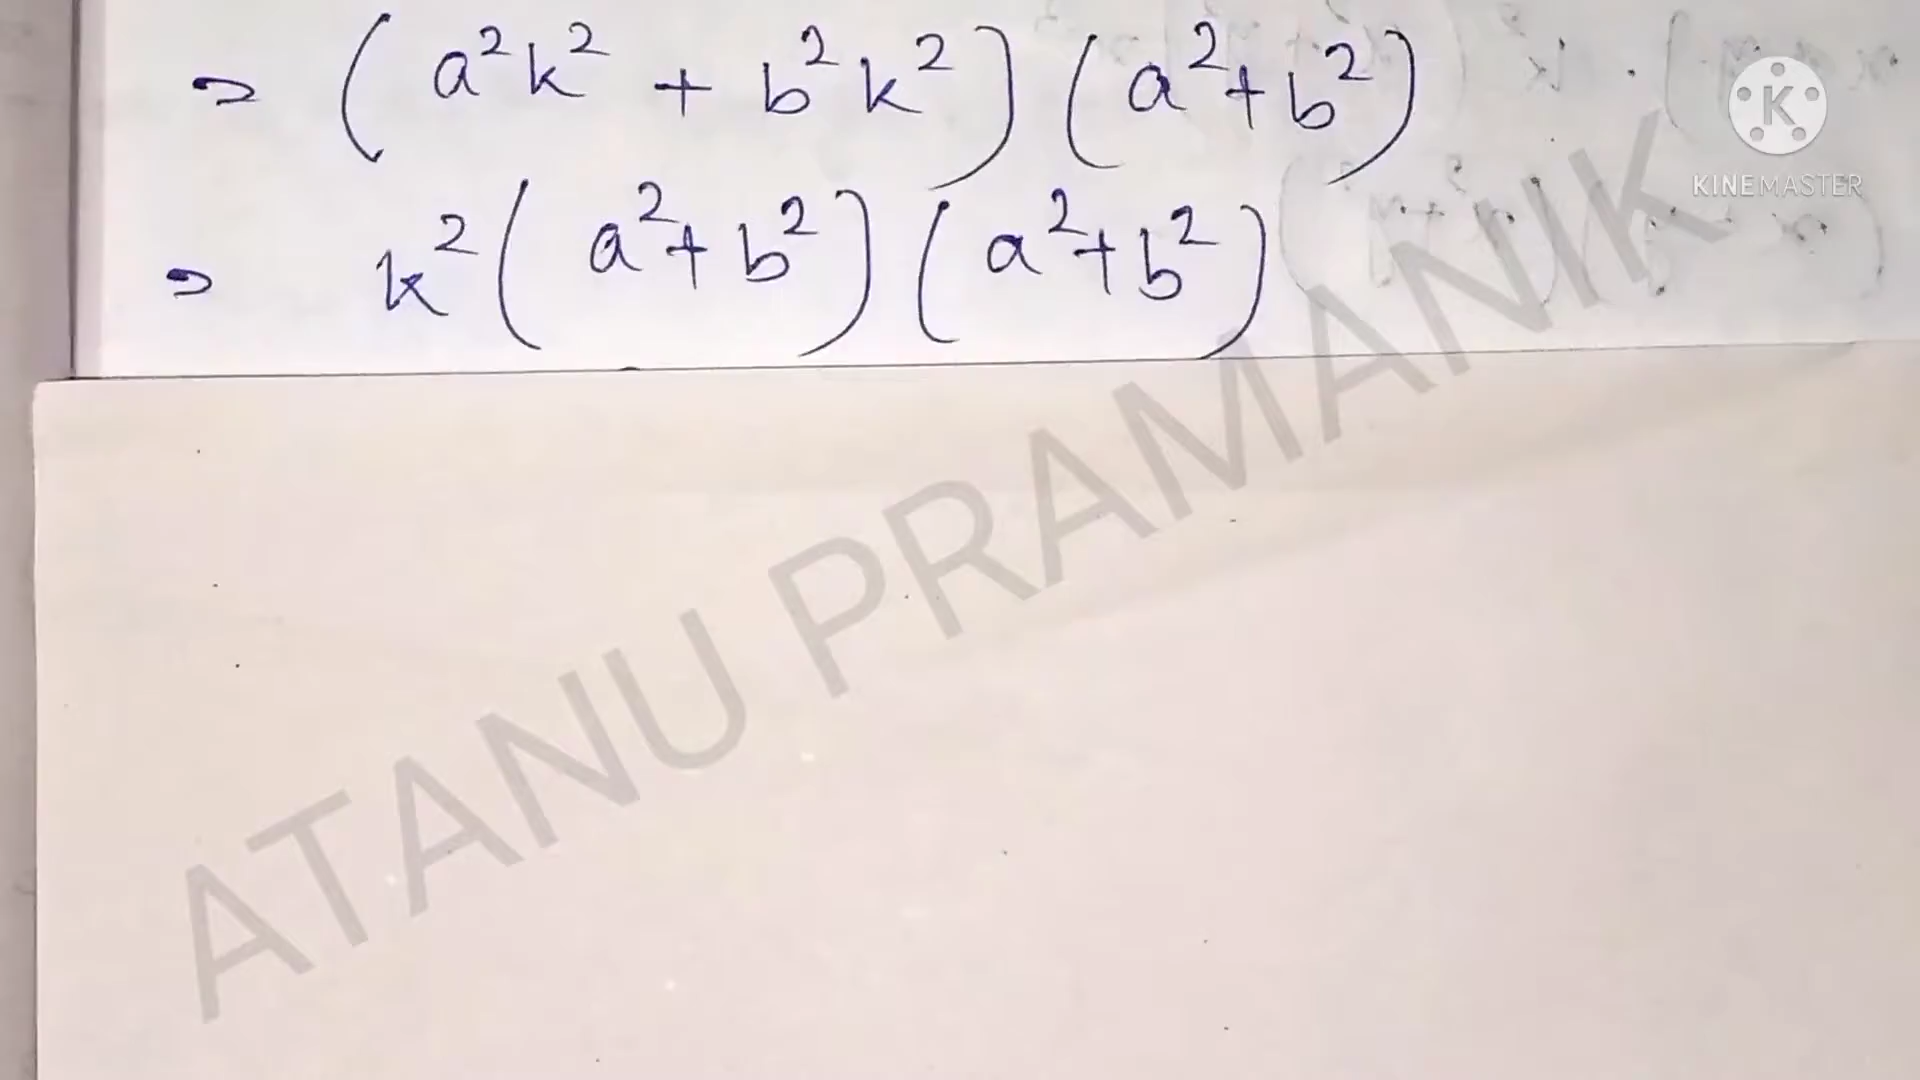 = (a²k² + b²k²) (a²+b²)
= k² (a²+b²) (a²+b²)
K
KINEMASTER
ATANU PRAMANIK